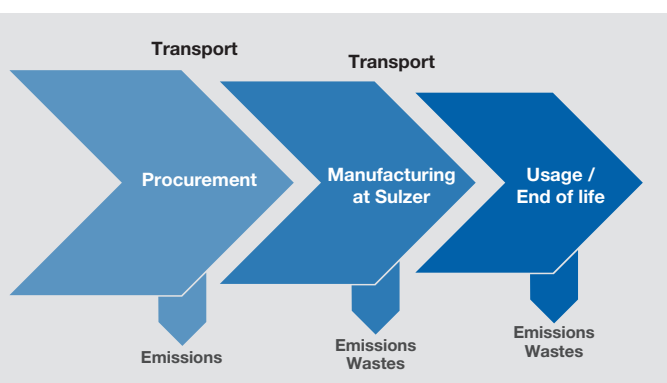 Transport
Transport
Procurement
Manufacturing
at Sulzer
Usage /
End of life
Emissions
Emissions
Wastes
Emissions
Wastes